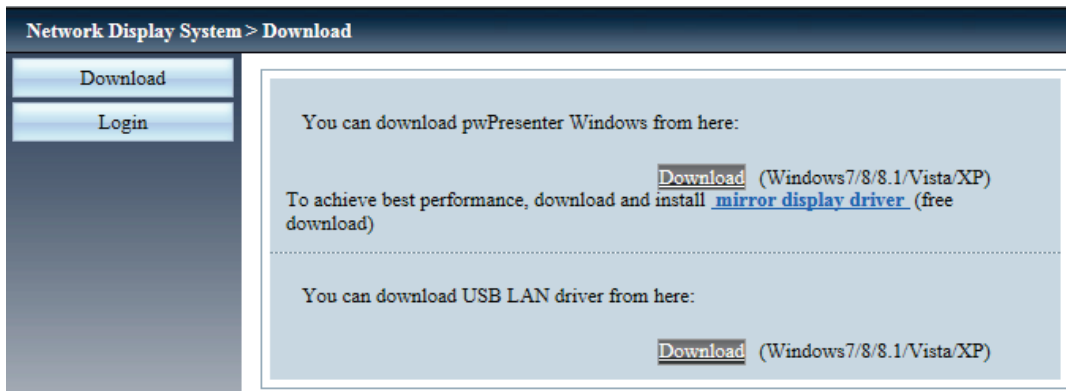 Network Display System > Download
Download
Login
You can download pwPresenter Windows from here:
Download (Windows7/8/8.1/Vista/XP)
To achieve best performance, download and install mirror display driver (free
download)
You can download USB LAN driver from here:
Download (Windows7/8/8.1/Vista/XP)